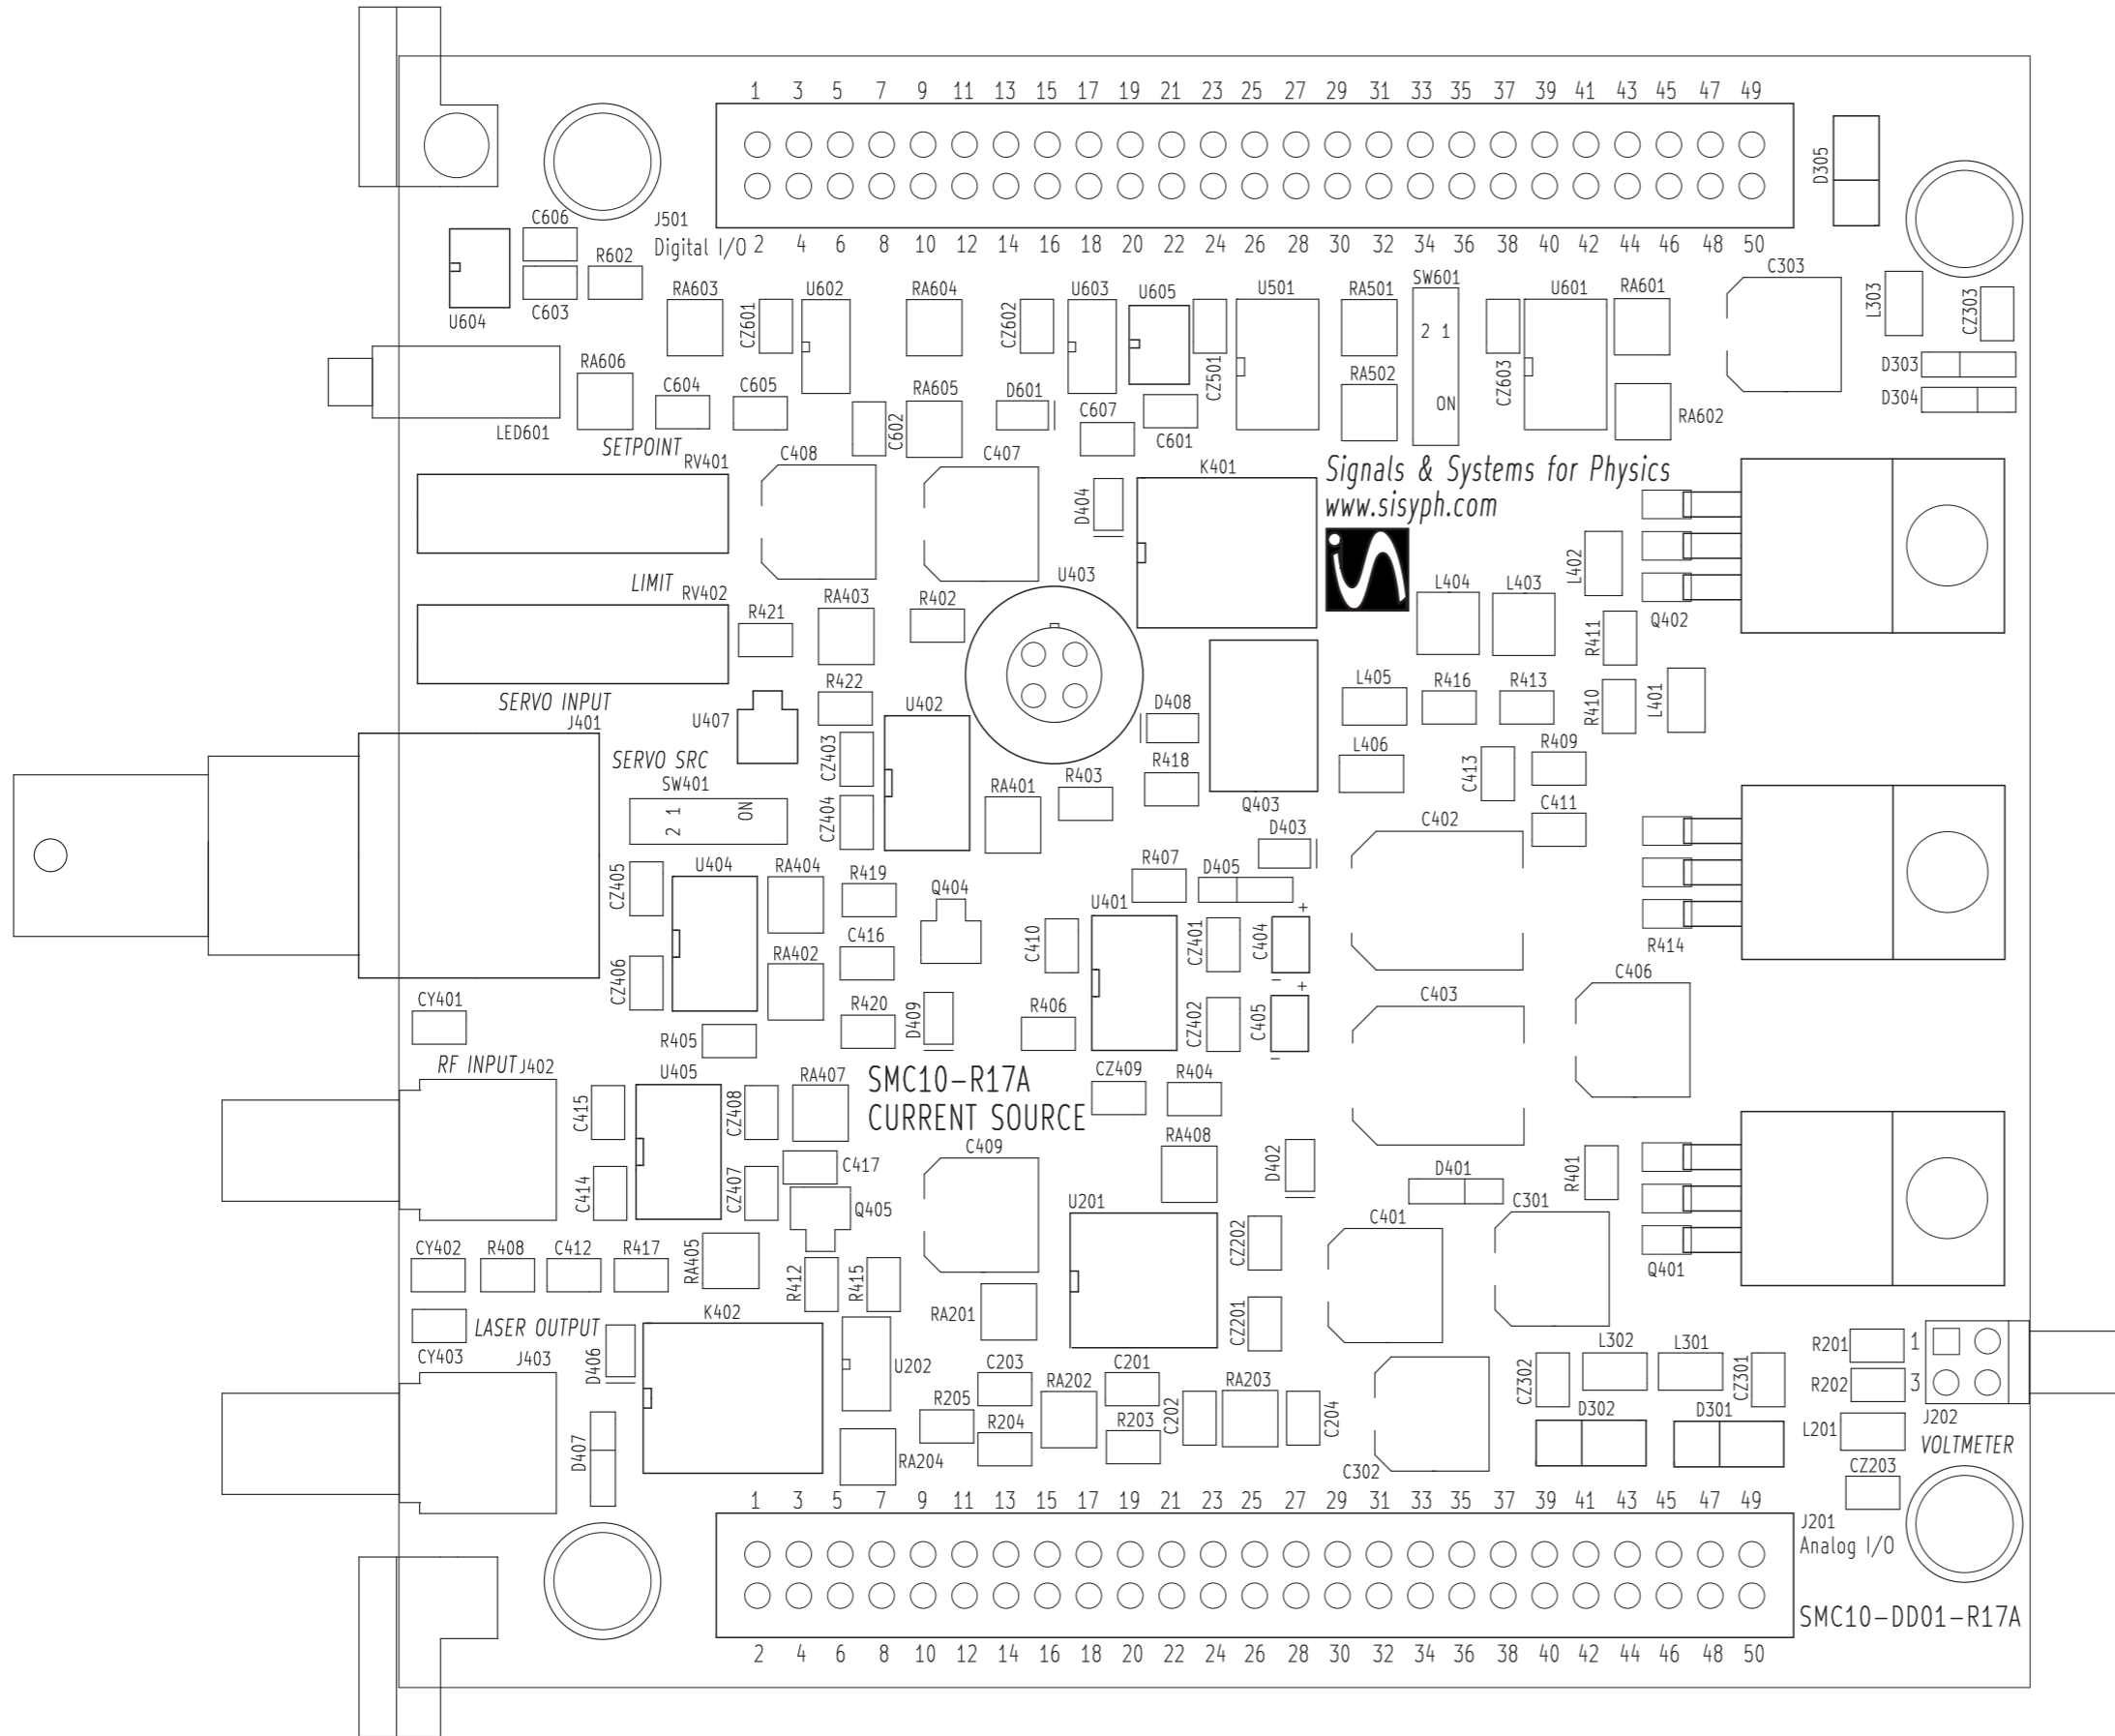 1 3 5 7 9 11 13 15 17 19 21 23 25 27 29 31 33 35 37 39 41 43 45 47 49
D305
J501
Digital I/O
2 4 6 8 10 12 14 16 18 20 22 24 26 28 30 32 34 36 38 40 42 44 46 48 50
C606
R602
C603
U604
RA603
CZ601
U602
RA604
CZ602
U603
U605
CZ501
U501
RA501
SW601
2 1
ON
CZ603
U601
RA601
C303
L303
CZ303
D303
D304
RA606
C604
C605
C602
RA605
D601
C607
C601
RA502
RA602
LED601
SETPOINT
RV401
C408
C407
D404
K401
Signals & Systems for Physics
www.sisyph.com
iS
LIMIT
RV402
R421
RA403
R402
U403
L404
L403
L402
R411
Q402
SERVO INPUT
J401
U407
R422
U402
D408
L405
R416
R413
R410
L401
SERVO SRC
SW401
2 1
ON
CZ403
CZ404
RA401
R403
R418
Q403
L406
C413
R409
C411
D403
C402
CZ405
U404
RA404
R419
Q404
R407
D405
U401
C410
CZ401
C404
+
-
R414
CZ406
RA402
C416
R420
D409
R406
CZ402
C405
+
-
C403
C406
CY401
R405
RF INPUT
J402
U405
C415
CZ408
RA407
SMC10-R17A
CURRENT SOURCE
CZ409
R404
C414
CZ407
C417
Q405
C409
RA408
D402
D401
R401
U201
C401
C301
CZ202
Q401
CY402
R408
C412
R417
RA405
R412
R415
RA201
CZ201
LASER OUTPUT
CY403
J403
D406
K402
U202
R205
C203
R204
RA202
C201
R203
C202
RA203
C204
C302
CZ302
L302
L301
CZ301
R201
1
R202
3
J202
L201
VOLTMETER
D302
D301
D407
RA204
CZ203
1 3 5 7 9 11 13 15 17 19 21 23 25 27 29 31 33 35 37 39 41 43 45 47 49
J201
Analog I/O
SMC10-DD01-R17A
2 4 6 8 10 12 14 16 18 20 22 24 26 28 30 32 34 36 38 40 42 44 46 48 50